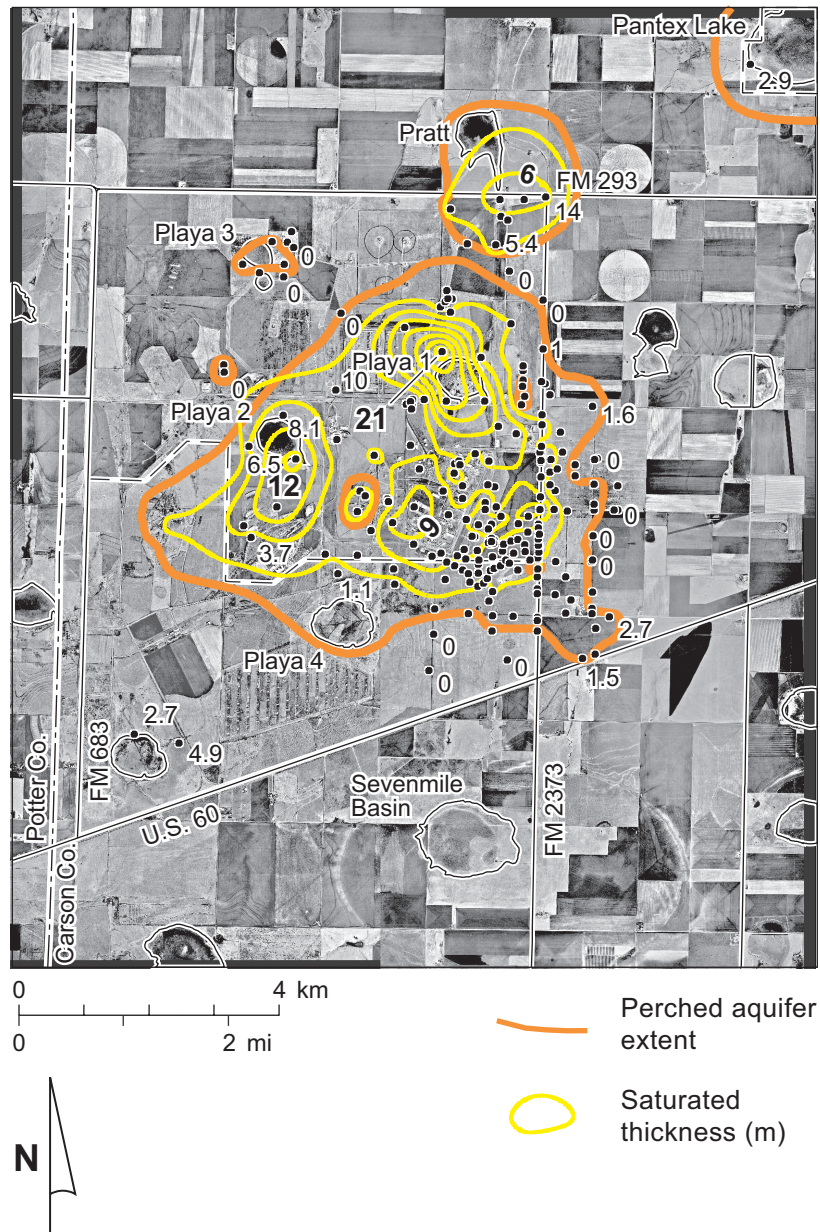 Pantex Lake
2.9
Pratt
6
FM 293
14
5.4
Playa 3
0
0
0
0
0
1
Playa 1
10
0
Playa 2
21
1.6
8.1
6.5
0
12
9
0
3.7
0
0
1.1
2.7
Playa 4
0
0
0
1.5
2.7
4.9
FM 683
Potter Co.
Carson Co.
U.S. 60
Sevenmile
Basin
FM 2373
0 4 km
0 2 mi
Perched aquifer
extent
Saturated
thickness (m)
N